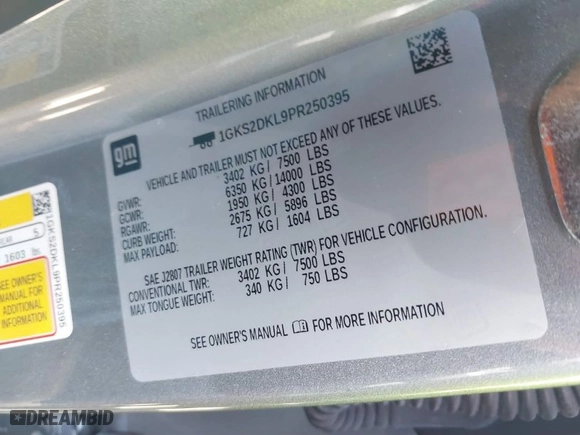 TRAILERING INFORMATION
1GKS2DKL9PR250395
gm
VEHICLE AND TRAILER MUST NOT EXCEED ANY OF THESE VALUES.
GVWR: 3402 KG/ 7500 LBS
GCWR: 6350 KG/ 14000 LBS
RGAWR: 1950 KG/ 4300 LBS
CURB WEIGHT: 2675 KG/ 5896 LBS
MAX PAYLOAD: 727 KG/ 1604 LBS
SAE J2807 TRAILER WEIGHT RATING (TWR) FOR VEHICLE CONFIGURATION.
CONVENTIONAL TWR: 3402 KG/ 7500 LBS
MAX TONGUE WEIGHT: 340 KG/ 750 LBS
SEE OWNER'S MANUAL FOR MORE INFORMATION
5
1603 lbs
SEE OWNER'S
MANUAL FOR
ADDITIONAL
INFORMATION
1GKS2DKL9PR250395
DREAMBID